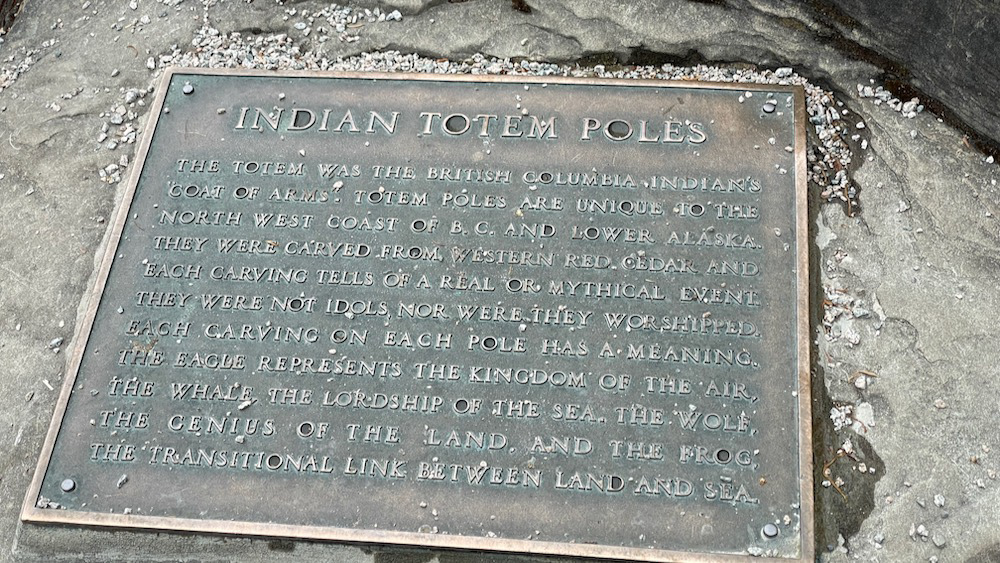 INDIAN TOTEM POLES
THE TOTEM WAS THE BRITISH COLUMBIA INDIAN'S
"COAT OF ARMS". TOTEM POLES ARE UNIQUE TO THE
NORTH WEST COAST OF B.C. AND LOWER ALASKA.
THEY WERE CARVED FROM WESTERN RED CEDAR AND
EACH CARVING TELLS OF A REAL OR MYTHICAL EVENT.
THEY WERE NOT IDOLS, NOR WERE THEY WORSHIPPED.
EACH CARVING ON EACH POLE HAS A MEANING.
THE EAGLE REPRESENTS THE KINGDOM OF THE AIR,
THE WHALE, THE LORDSHIP OF THE SEA. THE WOLF,
THE GENIUS OF THE LAND. AND THE FROG,
THE TRANSITIONAL LINK BETWEEN LAND AND SEA.